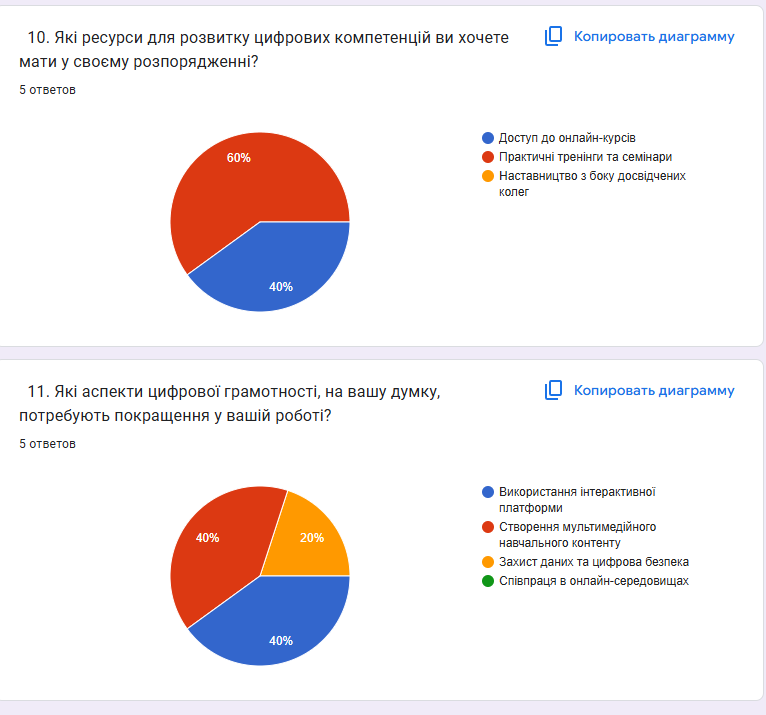 10. Які ресурси для розвитку цифрових компетенцій ви хочете
мати у своєму розпорядженні?
Копировать диаграмму
5 ответов
60%
40%
Доступ до онлайн-курсів
Практичні тренінги та семінари
Наставництво з боку досвідчених
колег
11. Які аспекти цифрової грамотності, на вашу думку,
потребують покращення у вашій роботі?
Копировать диаграмму
5 ответов
40%
20%
40%
Використання інтерактивної
платформи
Створення мультимедійного
навчального контенту
Захист даних та цифрова безпека
Співпраця в онлайн-середовищах